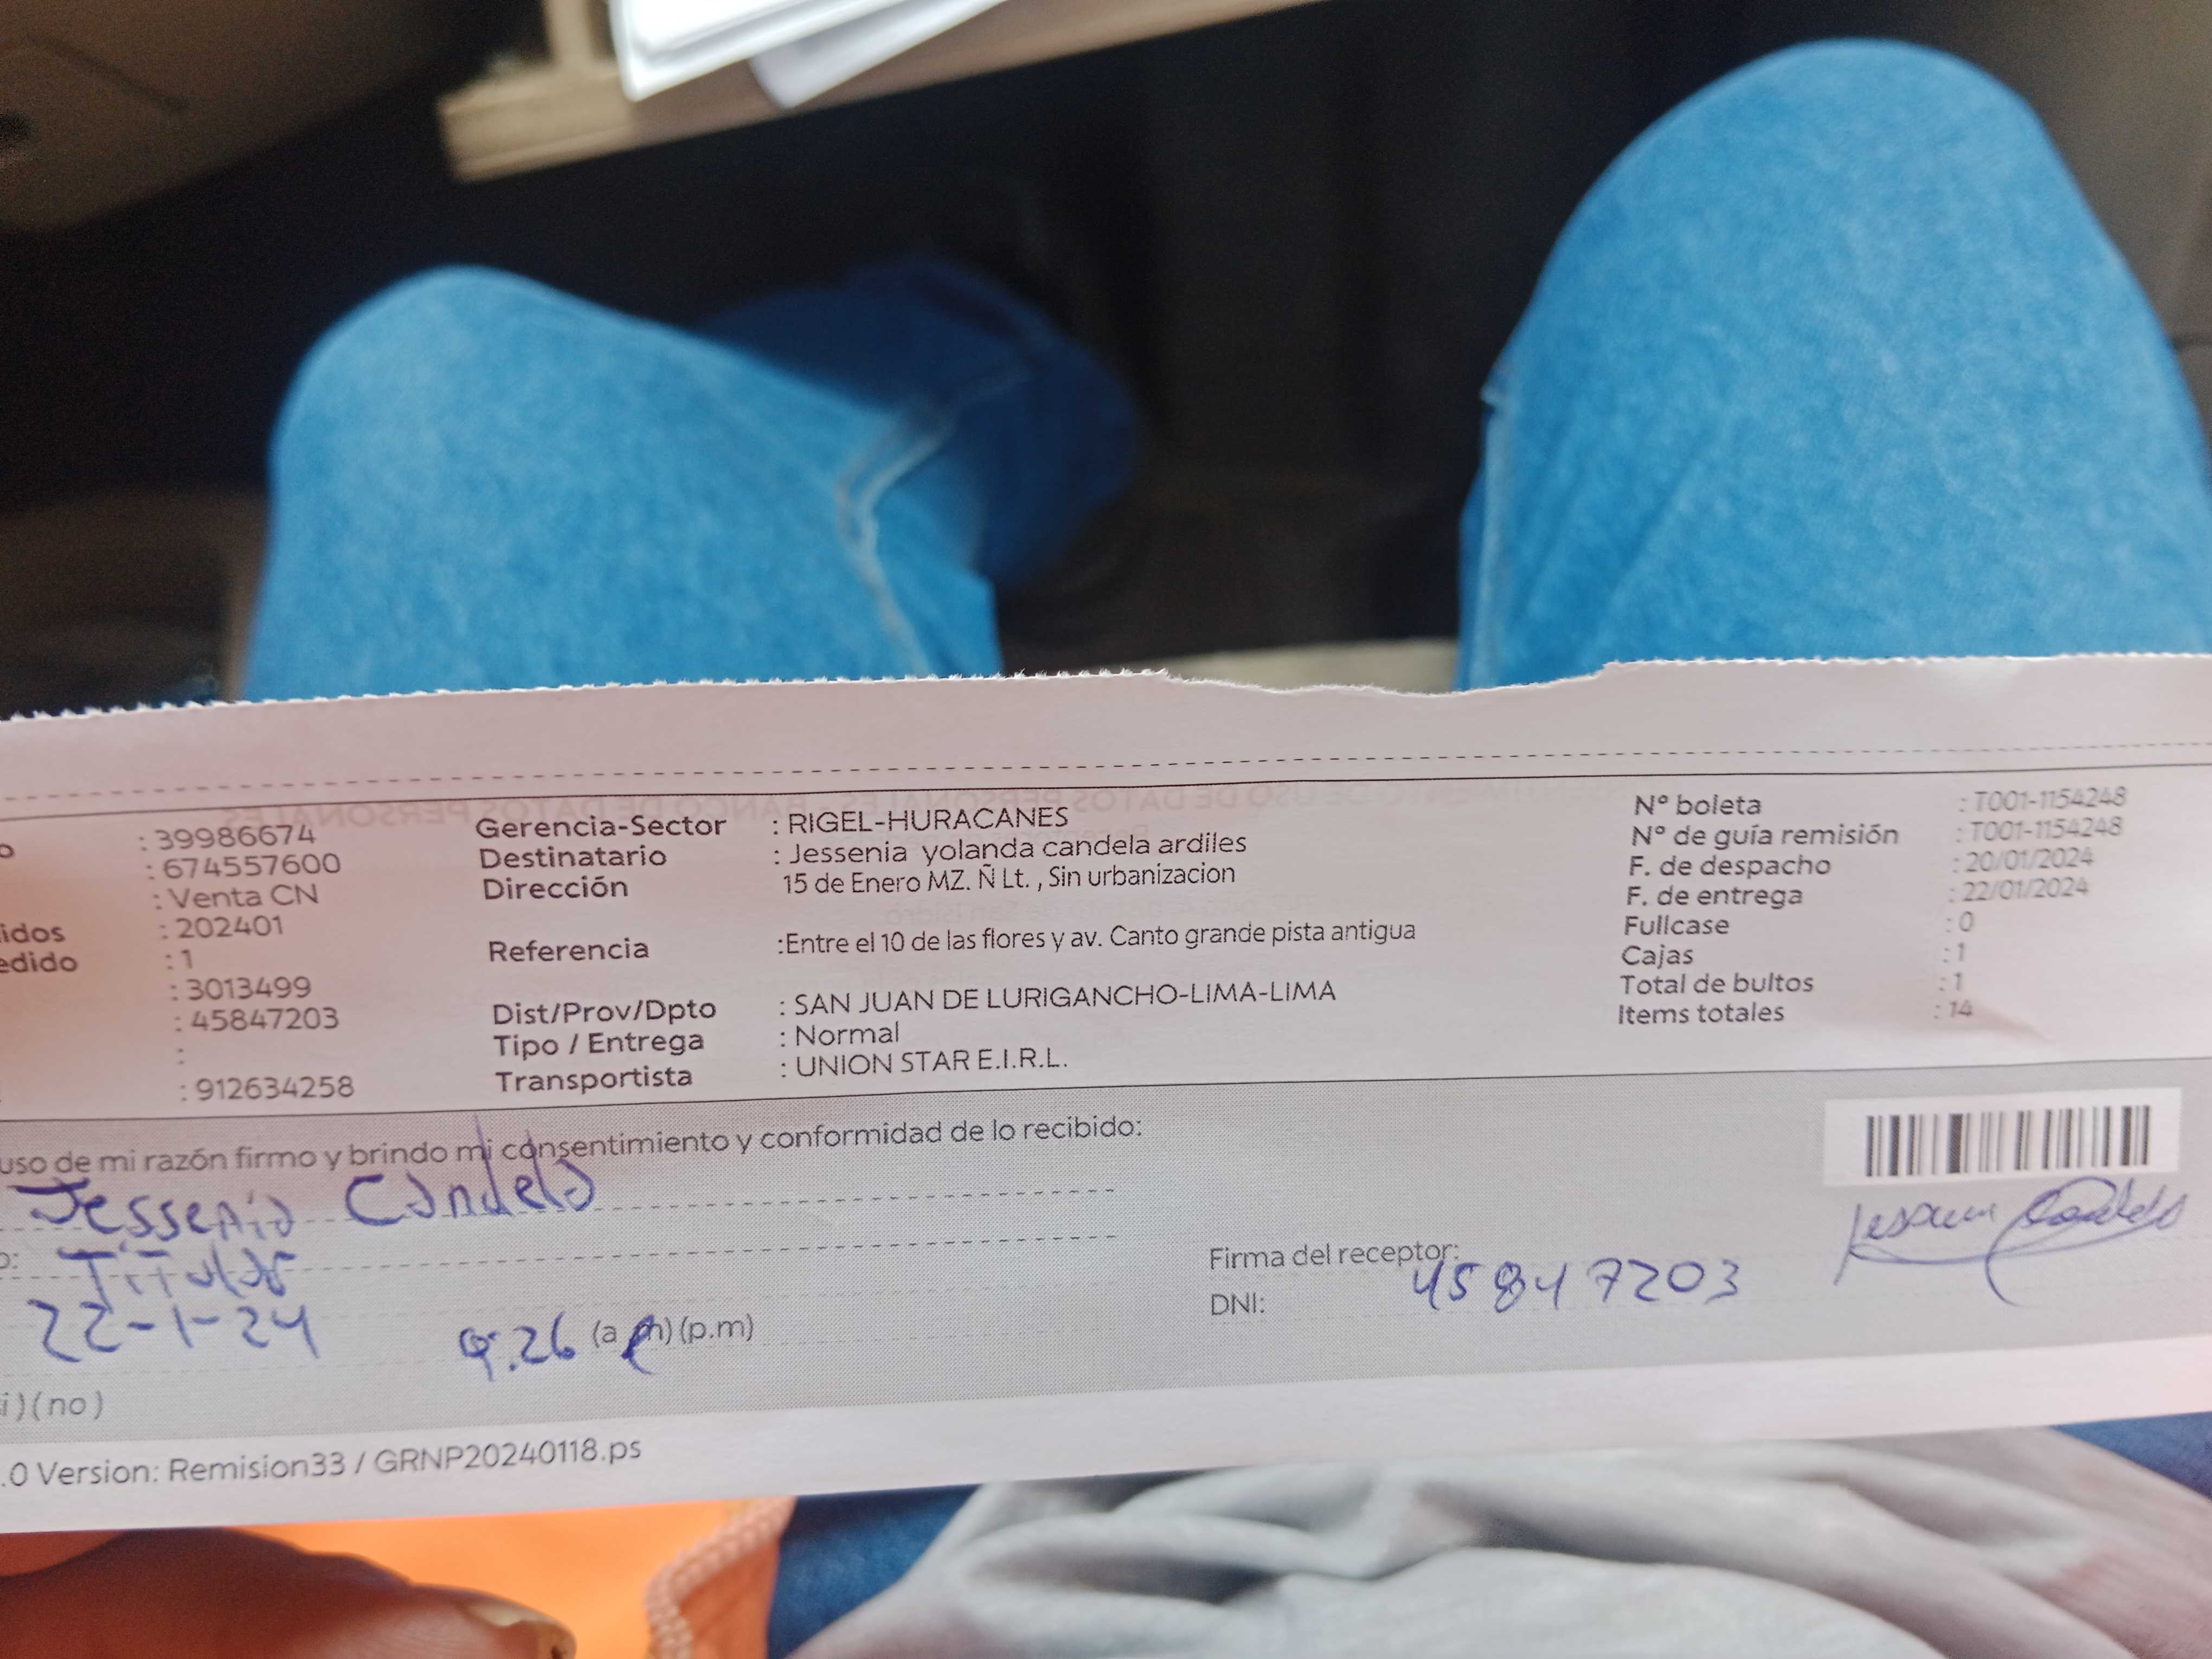 : 39986674
: 674557600
: Venta CN
idos : 202401
edido : 1
: 3013499
: 45847203
:
: 912634258
Gerencia-Sector : RIGEL-HURACANES
Destinatario : Jessenia yolanda candela ardiles
Dirección 15 de Enero MZ. Ñ Lt. , Sin urbanizacion
Referencia :Entre el 10 de las flores y av. Canto grande pista antigua
Dist/Prov/Dpto : SAN JUAN DE LURIGANCHO-LIMA-LIMA
Tipo / Entrega : Normal
Transportista : UNION STAR E.I.R.L.
N° boleta : T001-1154248
N° de guía remisión : T001-1154248
F. de despacho : 20/01/2024
F. de entrega : 22/01/2024
Fullcase : 0
Cajas : 1
Total de bultos : 1
Items totales : 14
uso de mi razón firmo y brindo mi consentimiento y conformidad de lo recibido:
Jessenia Candela
o: Titular
22-1-24 9.26 (a.m) (p.m)
i ) ( no )
Firma del receptor: Jessenia Candela
DNI: 45847203
.0 Version: Remision33 / GRNP20240118.ps